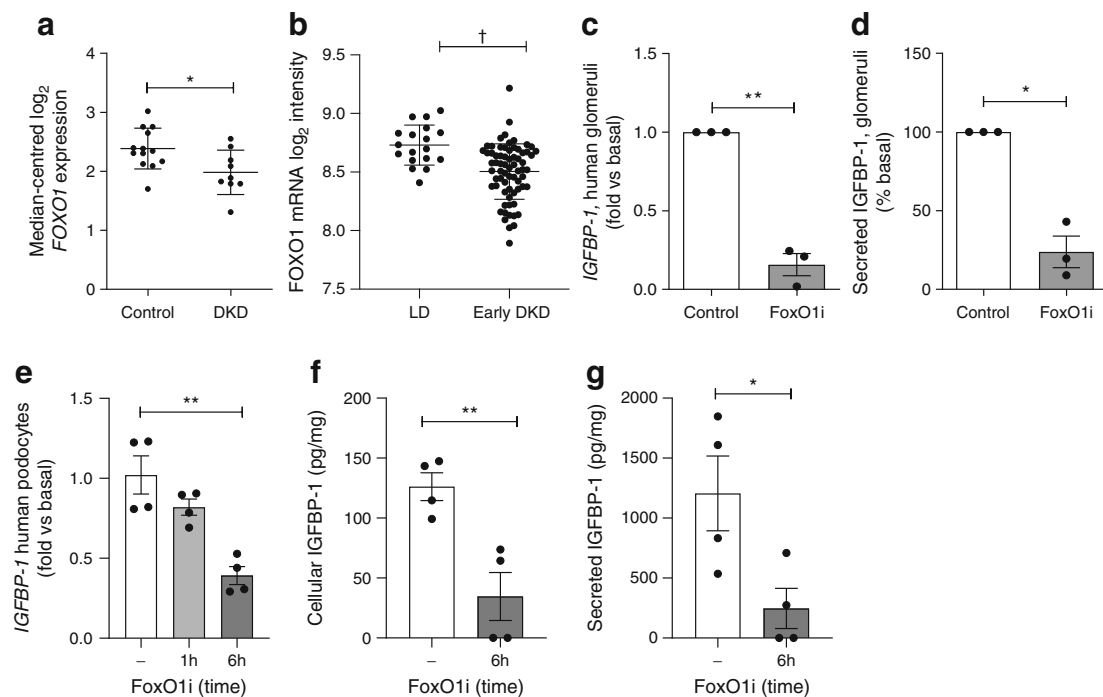 a
Median-centred log2
FOXO1 expression
4
3
2
1
0
*
Control
DKD
b
FOXO1 mRNA log2 intensity
9.5
9.0
8.5
8.0
7.5
†
LD
Early DKD
c
IGFBP-1, human glomeruli
(fold vs basal)
1.5
1.0
0.5
0.0
**
Control
FoxO1i
d
Secreted IGFBP-1, glomeruli
(% basal)
150
100
50
0
*
Control
FoxO1i
e
IGFBP-1 human podocytes
(fold vs basal)
1.5
1.0
0.5
0.0
**
–
1h
6h
FoxO1i (time)
f
Cellular IGFBP-1 (pg/mg)
200
150
100
50
0
**
–
6h
FoxO1i (time)
g
Secreted IGFBP-1 (pg/mg)
2000
1500
1000
500
0
*
–
6h
FoxO1i (time)